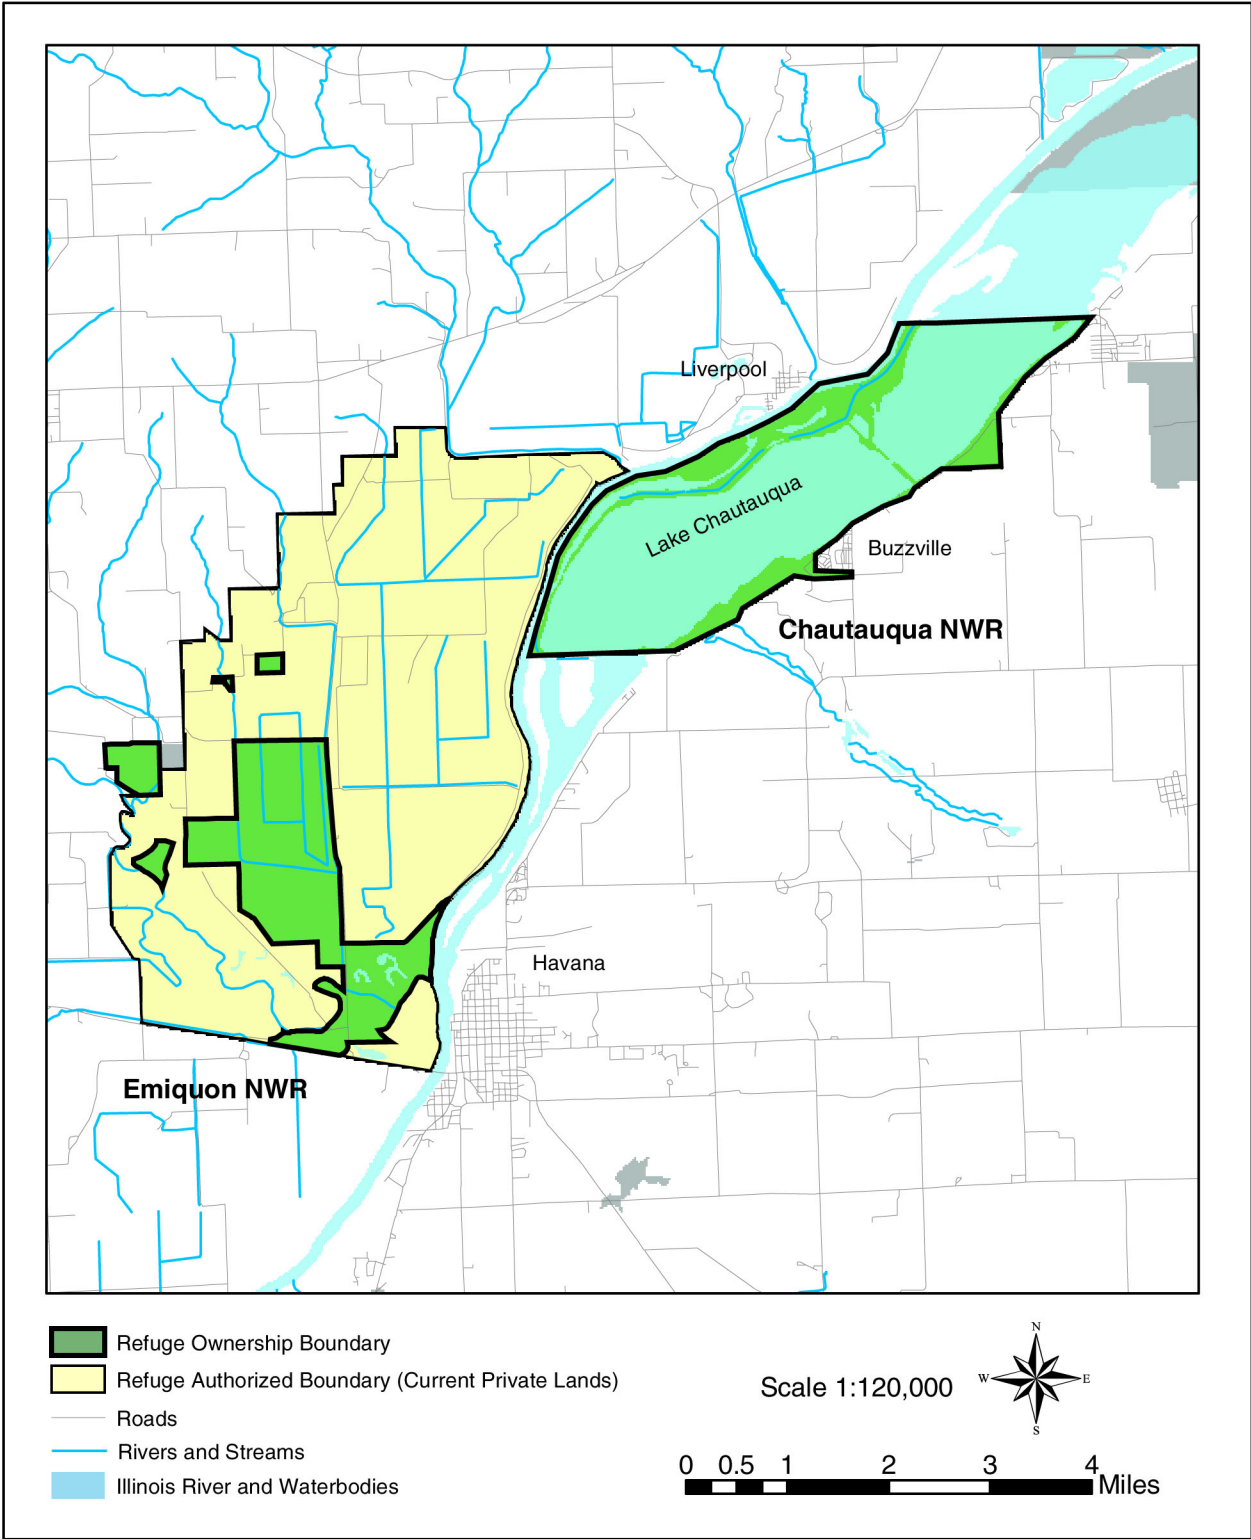 Liverpool
Lake Chautauqua
Buzzville
Chautauqua NWR
Havana
Emiquon NWR
Refuge Ownership Boundary
Refuge Authorized Boundary (Current Private Lands)
Roads
Rivers and Streams
Illinois River and Waterbodies
Scale 1:120,000
N
W E
S
0 0.5 1 2 3 4
Miles